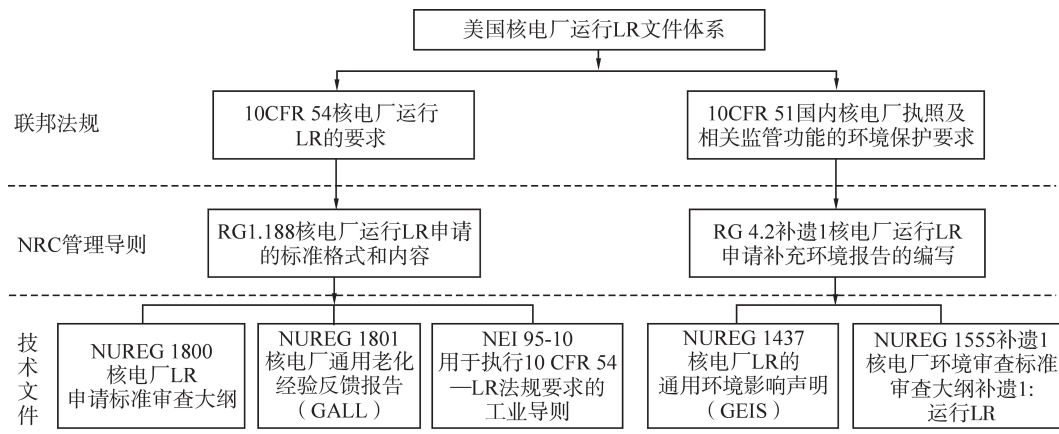 美国核电厂运行LR文件体系
联邦法规
10CFR 54核电厂运行
LR的要求
10CFR 51国内核电厂执照及
相关监管功能的环境保护要求
NRC管理导则
RG1.188核电厂运行LR申请
的标准格式和内容
RG 4.2补遗1核电厂运行LR
申请补充环境报告的编写
技术文件
NUREG 1800
核电厂LR
申请标准审查大纲
NUREG 1801
核电厂通用老化
经验反馈报告
（GALL）
NEI 95-10
用于执行10 CFR 54
—LR法规要求的
工业导则
NUREG 1437
核电厂LR的
通用环境影响声明
（GEIS）
NUREG 1555补遗1
核电厂环境审查标准
审查大纲补遗1:
运行LR